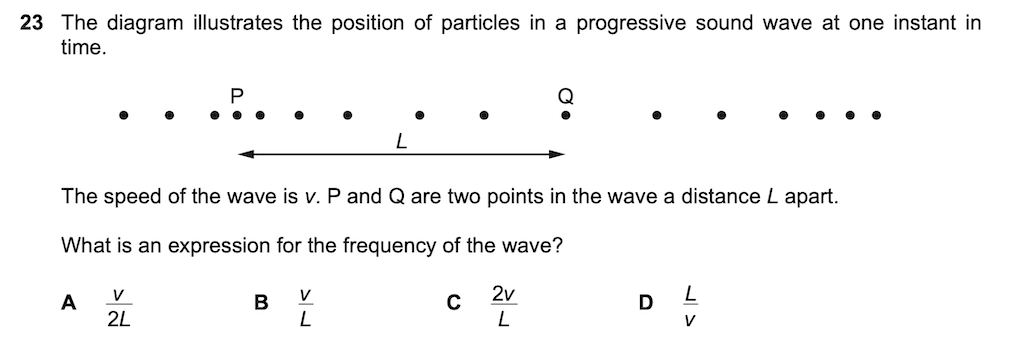 23 The diagram illustrates the position of particles in a progressive sound wave at one instant in
time.
P Q
L
The speed of the wave is v. P and Q are two points in the wave a distance L apart.
What is an expression for the frequency of the wave?
A v/2L B v/L C 2v/L D L/v